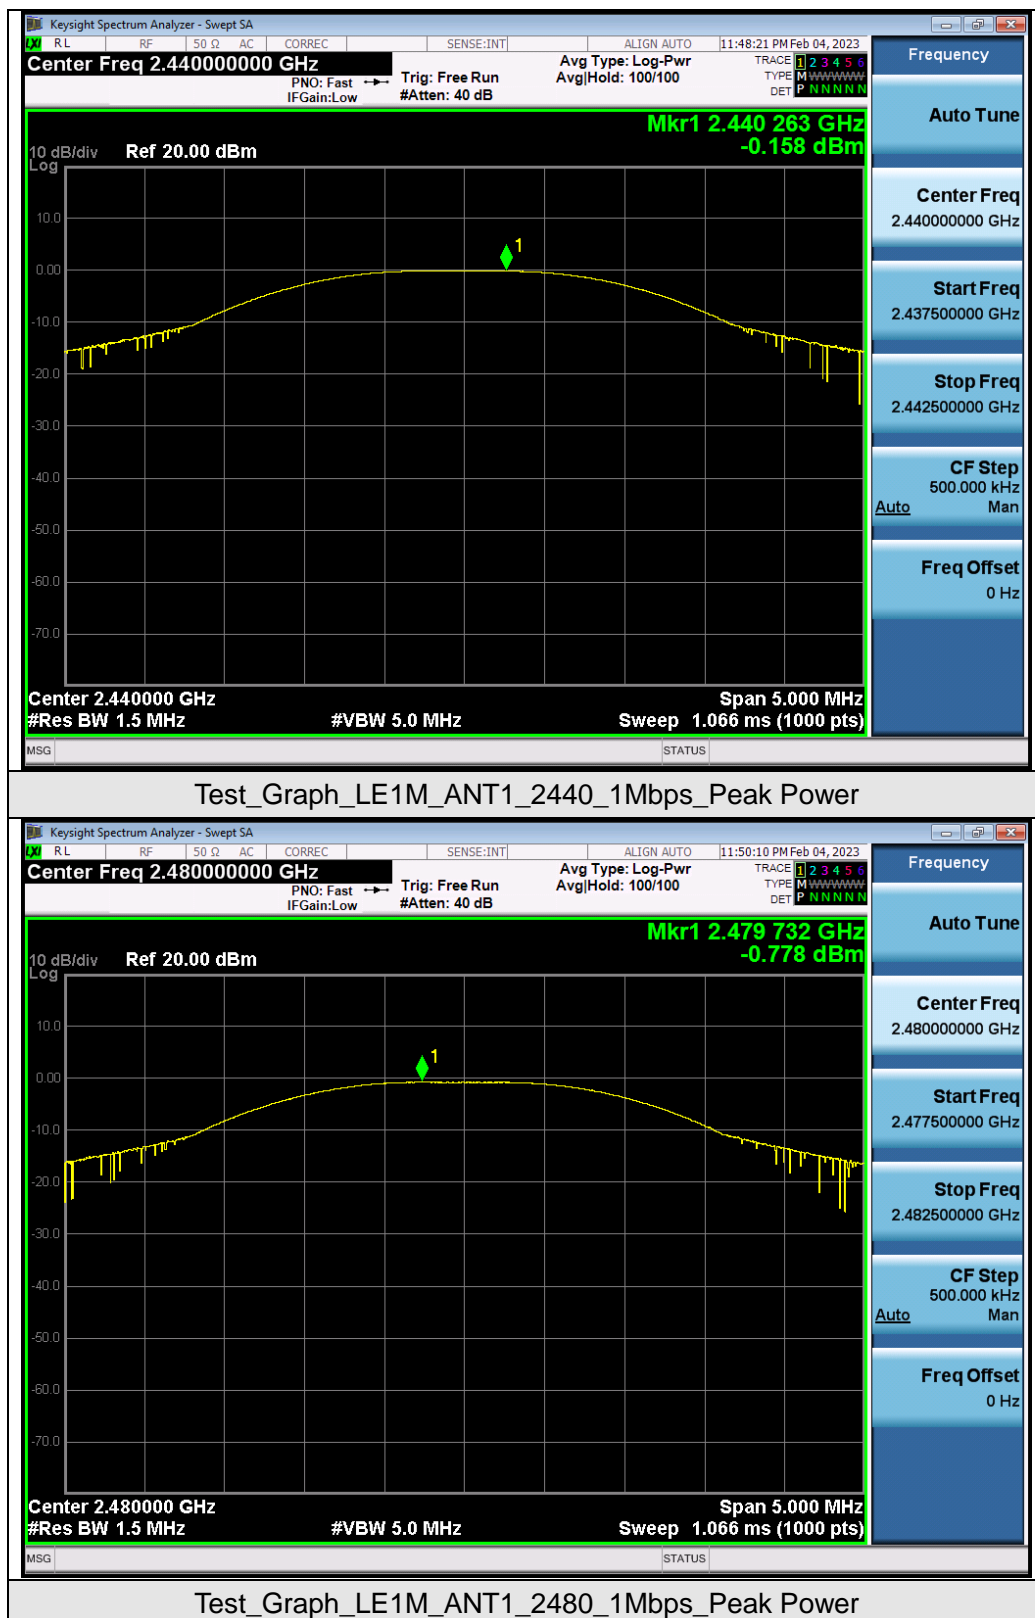 Keysight Spectrum Analyzer - Swept SA
LXI RL RF 50 Ω AC CORREC SENSE:INT ALIGN AUTO 11:48:21 PM Feb 04, 2023
Center Freq 2.440000000 GHz
PNO: Fast
IFGain:Low
Trig: Free Run
#Atten: 40 dB
Avg Type: Log-Pwr
Avg|Hold: 100/100
TRACE 1 2 3 4 5 6
TYPE M WWWWW
DET P N N N N N
Mkr1 2.440 263 GHz
-0.158 dBm
10 dB/div Ref 20.00 dBm
Log
10.0
1
0.00
-10.0
-20.0
-30.0
-40.0
-50.0
-60.0
-70.0
Center 2.440000 GHz Span 5.000 MHz
#Res BW 1.5 MHz #VBW 5.0 MHz Sweep 1.066 ms (1000 pts)
MSG STATUS
Frequency
Auto Tune
Center Freq
2.440000000 GHz
Start Freq
2.437500000 GHz
Stop Freq
2.442500000 GHz
CF Step
500.000 kHz
Auto Man
Freq Offset
0 Hz
Test_Graph_LE1M_ANT1_2440_1Mbps_Peak Power
Keysight Spectrum Analyzer - Swept SA
LXI RL RF 50 Ω AC CORREC SENSE:INT ALIGN AUTO 11:50:10 PM Feb 04, 2023
Center Freq 2.480000000 GHz
PNO: Fast
IFGain:Low
Trig: Free Run
#Atten: 40 dB
Avg Type: Log-Pwr
Avg|Hold: 100/100
TRACE 1 2 3 4 5 6
TYPE M WWWWW
DET P N N N N N
Mkr1 2.479 732 GHz
-0.778 dBm
10 dB/div Ref 20.00 dBm
Log
10.0
1
0.00
-10.0
-20.0
-30.0
-40.0
-50.0
-60.0
-70.0
Center 2.480000 GHz Span 5.000 MHz
#Res BW 1.5 MHz #VBW 5.0 MHz Sweep 1.066 ms (1000 pts)
MSG STATUS
Frequency
Auto Tune
Center Freq
2.480000000 GHz
Start Freq
2.477500000 GHz
Stop Freq
2.482500000 GHz
CF Step
500.000 kHz
Auto Man
Freq Offset
0 Hz
Test_Graph_LE1M_ANT1_2480_1Mbps_Peak Power